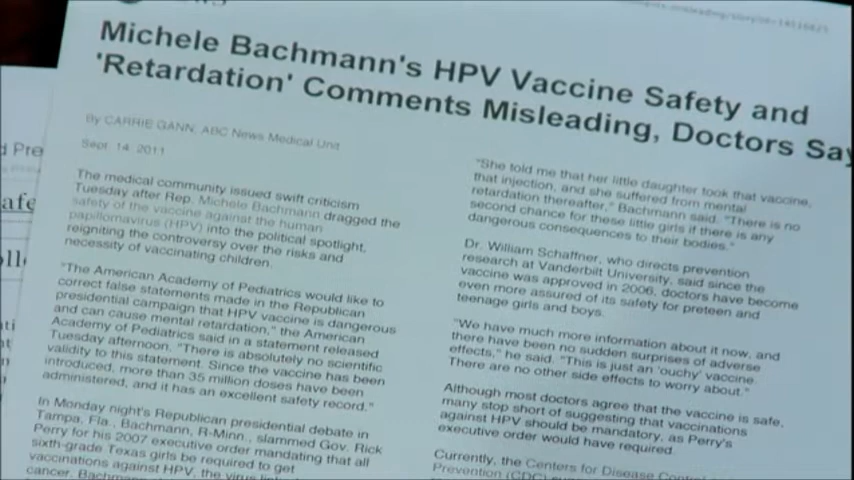 Michele Bachmann's HPV Vaccine Safety and
'Retardation' Comments Misleading, Doctors Say
By CARRIE GANN, ABC News Medical Unit
Sept. 14, 2011
The medical community issued swift criticism
Tuesday after Rep. Michele Bachmann dragged the
safety of the vaccine against the human
papillomavirus (HPV) into the political spotlight,
reigniting the controversy over the risks and
necessity of vaccinating children.
"The American Academy of Pediatrics would like to
correct false statements made in the Republican
presidential campaign that HPV vaccine is dangerous
and can cause mental retardation," the American
Academy of Pediatrics said in a statement released
Tuesday afternoon. "There is absolutely no scientific
validity to this statement. Since the vaccine has been
introduced, more than 35 million doses have been
administered, and it has an excellent safety record."
In Monday night's Republican presidential debate in
Tampa, Fla., Bachmann, R-Minn., slammed Gov. Rick
Perry for his 2007 executive order mandating that all
sixth-grade Texas girls be required to get
vaccinations against HPV, the virus
cancer.
"She told me that her little daughter took that vaccine,
that injection, and she suffered from mental
retardation thereafter," Bachmann said. "There is no
second chance for these little girls if there is any
dangerous consequences to their bodies."
Dr. William Schaffner, who directs prevention
research at Vanderbilt University, said since the
vaccine was approved in 2006, doctors have become
even more assured of its safety for preteen and
teenage girls and boys.
"We have much more information about it now, and
there have been no sudden surprises of adverse
effects," he said. "This is just an 'ouchy' vaccine.
There are no other side effects to worry about."
Although most doctors agree that the vaccine is safe,
many stop short of suggesting that vaccinations
against HPV should be mandatory, as Perry's
executive order would have required.
Currently, the Centers for Disease Control
Prevention (CDC)